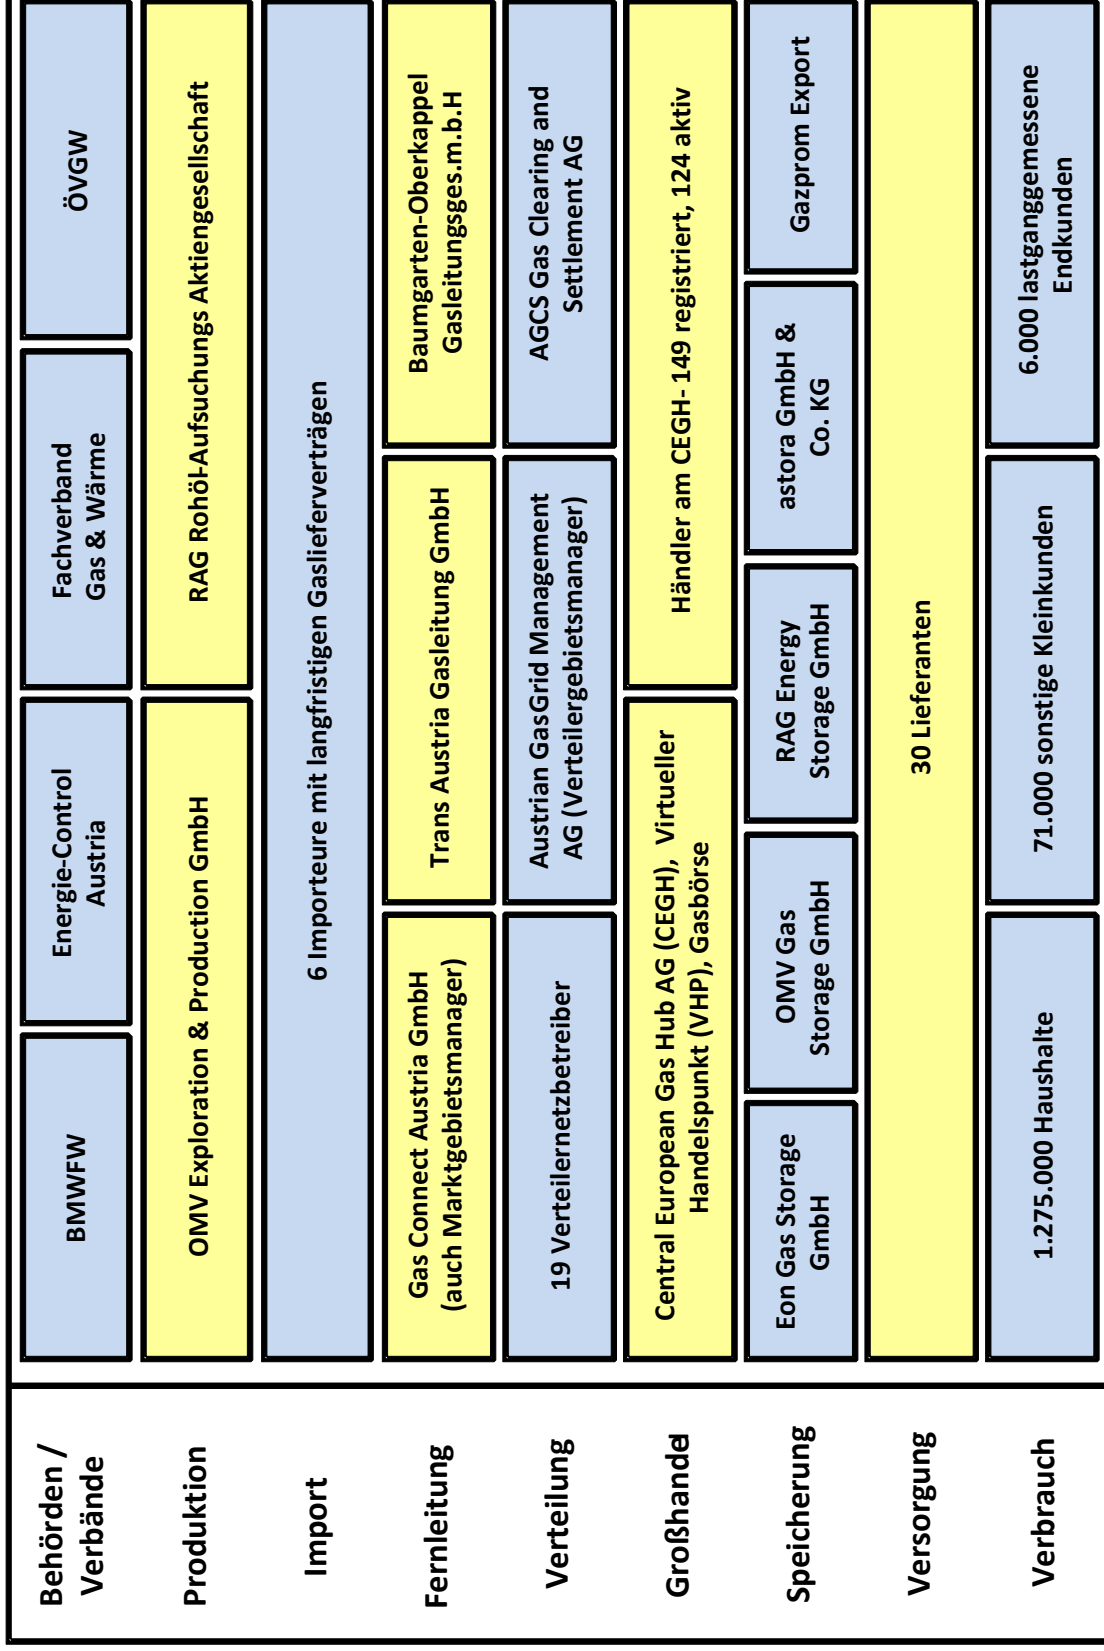 Behörden /
Verbände
BMWFW
Energie-Control
Austria
Fachverband
Gas & Wärme
ÖVGW
Produktion
OMV Exploration & Production GmbH
RAG Rohöl-Aufsuchungs Aktiengesellschaft
Import
6 Importeure mit langfristigen Gaslieferverträgen
Fernleitung
Gas Connect Austria GmbH
(auch Marktgebietsmanager)
Trans Austria Gasleitung GmbH
Baumgarten-Oberkappel
Gasleitungsges.m.b.H
Verteilung
19 Verteilernetzbetreiber
Austrian GasGrid Management
AG (Verteilergebietsmanager)
AGCS Gas Clearing and
Settlement AG
Großhandel
Central European Gas Hub AG (CEGH), Virtueller
Handelspunkt (VHP), Gasbörse
Händler am CEGH- 149 registriert, 124 aktiv
Speicherung
Eon Gas Storage
GmbH
OMV Gas
Storage GmbH
RAG Energy
Storage GmbH
astora GmbH &
Co. KG
Gazprom Export
Versorgung
30 Lieferanten
Verbrauch
1.275.000 Haushalte
71.000 sonstige Kleinkunden
6.000 lastganggemessene
Endkunden